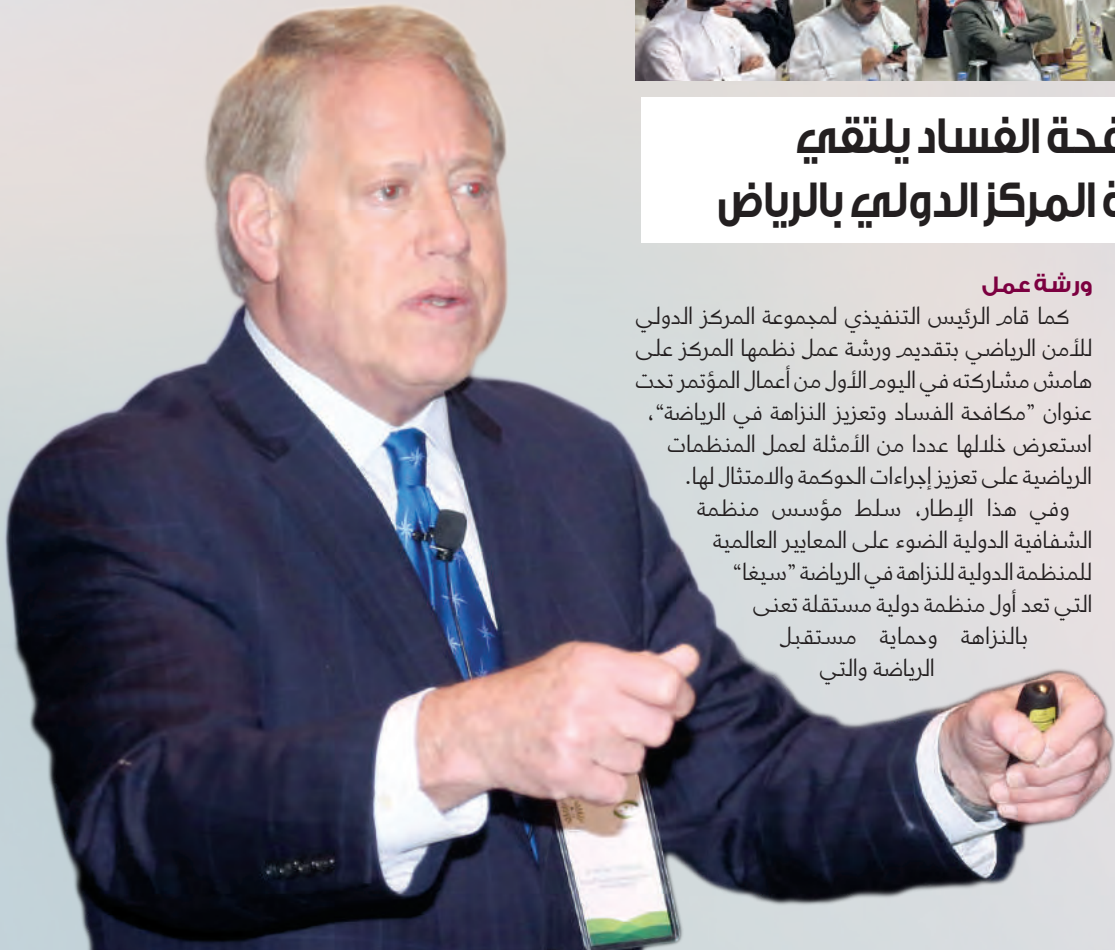 الفساد يلتقي
المركز الدولي بالرياض
ورشة عمل
كما قام الرئيس التنفيذي لمجموعة المركز الدولي
للأمن الرياضي بتقديم ورشة عمل نظمها المركز على
هامش مشاركته في اليوم الأول من أعمال المؤتمر تحت
عنوان ”مكافحة الفساد وتعزيز النزاهة في الرياضة“،
استعرض خلالها عددا من الأمثلة لعمل المنظمات
الرياضية على تعزيز إجراءات الحوكمة والامتثال لها.
وفي هذا الإطار، سلط مؤسس منظمة
الشفافية الدولية الضوء على المعايير العالمية
للمنظمة الدولية للنزاهة في الرياضة ”سيغا“
التي تعد أول منظمة دولية مستقلة تعنى
بالنزاهة وحماية مستقبل
الرياضة والتي